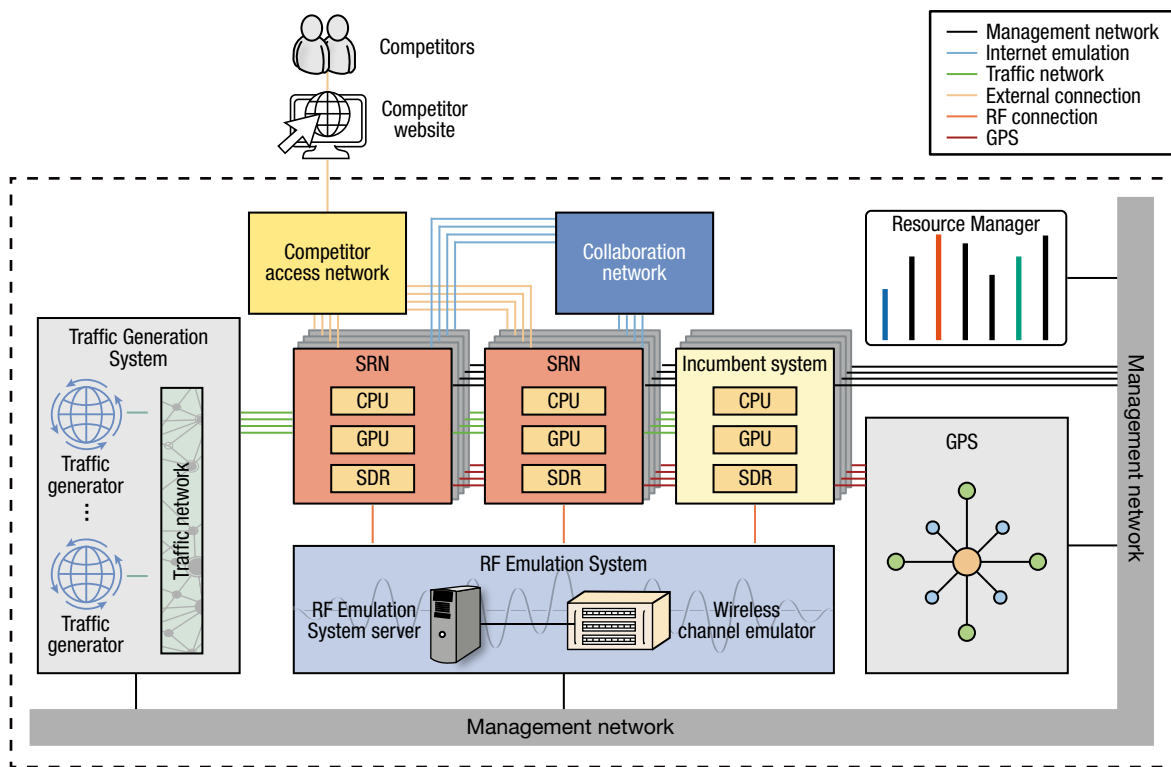 Competitors
Competitor
website
Management network
Internet emulation
Traffic network
External connection
RF connection
GPS
Competitor
access network
Collaboration
network
Resource Manager
Traffic Generation
System
Traffic
generator
...
Traffic
generator
Traffic network
SRN
CPU
GPU
SDR
SRN
CPU
GPU
SDR
Incumbent system
CPU
GPU
SDR
GPS
Management network
RF Emulation System
RF Emulation
System server
Wireless
channel emulator
Management network